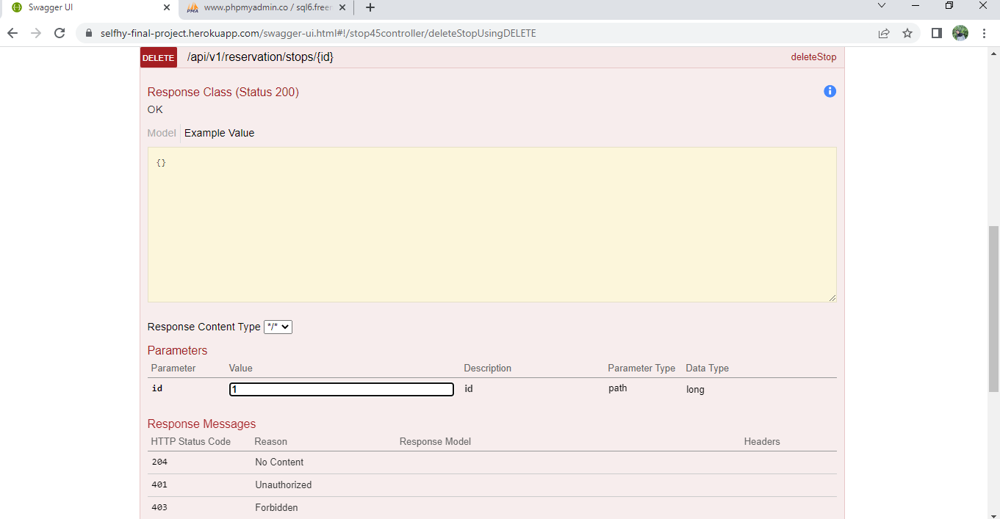 Swagger UI
PMA
www.phpmyadmin.co / sql6.freem
selfhy-final-project.herokuapp.com/swagger-ui.html#!/stop45controller/deleteStopUsingDELETE
DELETE /api/v1/reservation/stops/{id} deleteStop
Response Class (Status 200)
OK
Model Example Value
{}
Response Content Type */*
Parameters
Parameter Value Description Parameter Type Data Type
id 1 id path long
Response Messages
HTTP Status Code Reason Response Model Headers
204 No Content
401 Unauthorized
403 Forbidden